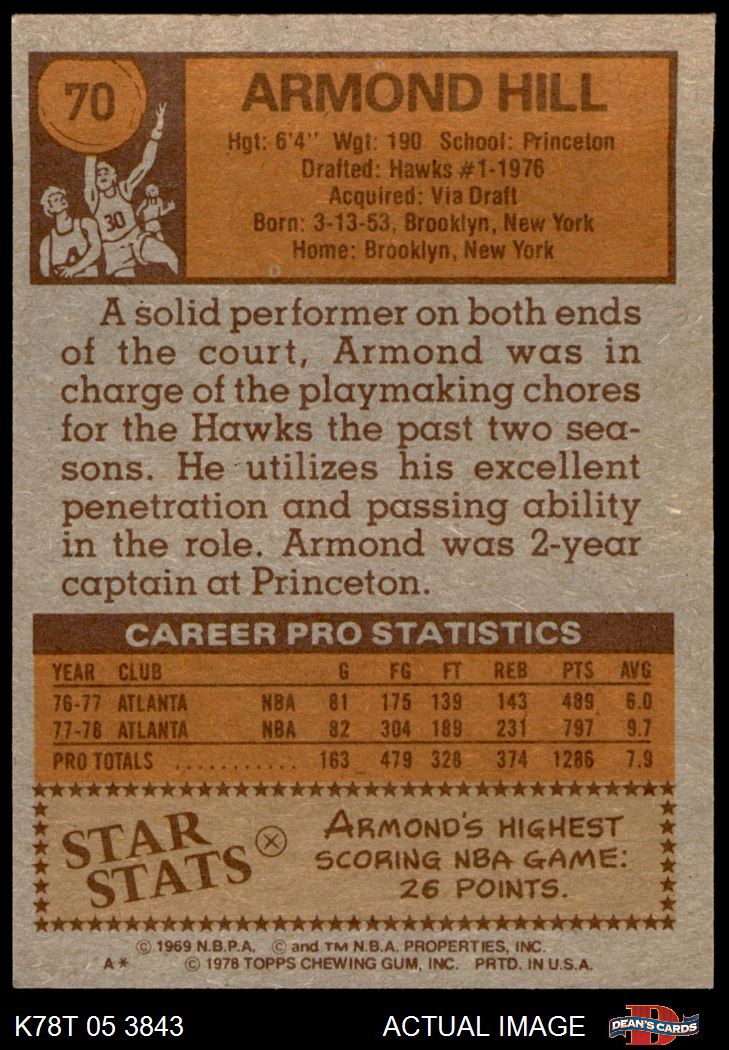 70
ARMOND HILL
Hgt: 6'4" Wgt: 190 School: Princeton
Drafted: Hawks #1-1976
Acquired: Via Draft
Born: 3-13-53, Brooklyn, New York
Home: Brooklyn, New York
30
A solid performer on both ends
of the court, Armond was in
charge of the playmaking chores
for the Hawks the past two sea-
sons. He utilizes his excellent
penetration and passing ability
in the role. Armond was 2-year
captain at Princeton.
CAREER PRO STATISTICS
YEAR CLUB G FG FT REB PTS AVG
76-77 ATLANTA NBA 81 175 139 143 489 6.0
77-78 ATLANTA NBA 82 304 189 231 797 9.7
PRO TOTALS ........... 163 479 328 374 1286 7.9
STAR
STATS
ARMOND'S HIGHEST
SCORING NBA GAME:
26 POINTS.
© 1969 N.B.P.A. © and TM N.B.A. PROPERTIES, INC.
A* © 1978 TOPPS CHEWING GUM, INC. PRTD. IN U.S.A.
K78T 05 3843 ACTUAL IMAGE DEAN'S CARDS